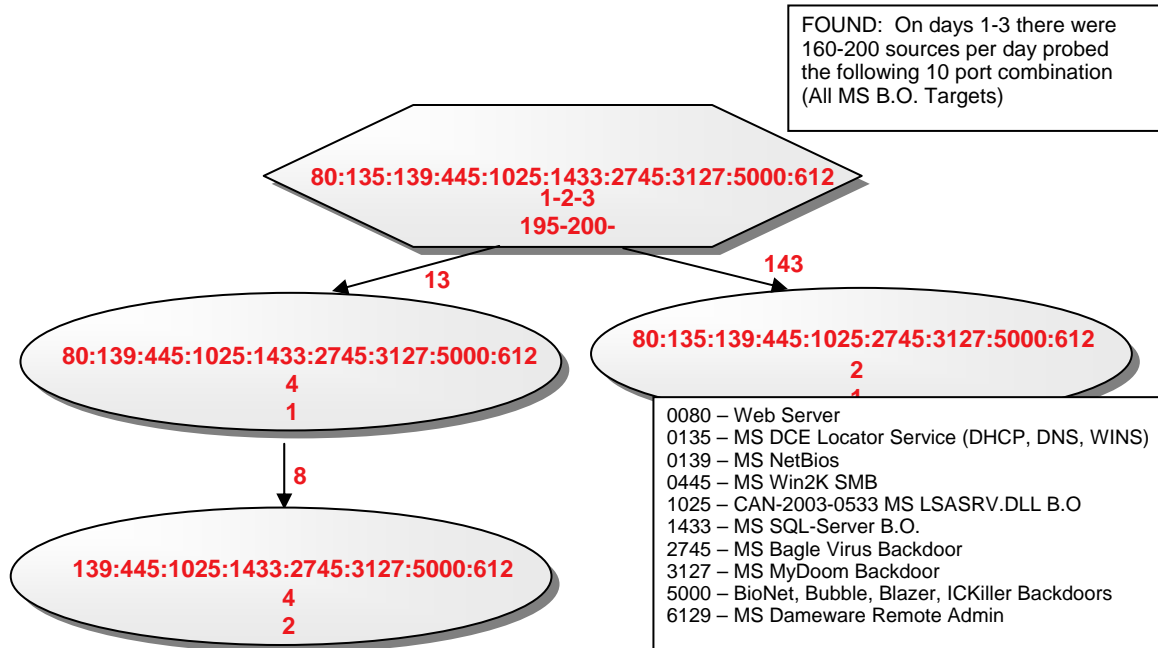 FOUND: On days 1-3 there were
160-200 sources per day probed
the following 10 port combination
(All MS B.O. Targets)
80:135:139:445:1025:1433:2745:3127:5000:612
1-2-3
195-200-
13
143
80:139:445:1025:1433:2745:3127:5000:612
4
1
80:135:139:445:1025:2745:3127:5000:612
2
8
139:445:1025:1433:2745:3127:5000:612
4
2
0080 – Web Server
0135 – MS DCE Locator Service (DHCP, DNS, WINS)
0139 – MS NetBios
0445 – MS Win2K SMB
1025 – CAN-2003-0533 MS LSASRV.DLL B.O
1433 – MS SQL-Server B.O.
2745 – MS Bagle Virus Backdoor
3127 – MS MyDoom Backdoor
5000 – BioNet, Bubble, Blazer, ICKiller Backdoors
6129 – MS Dameware Remote Admin